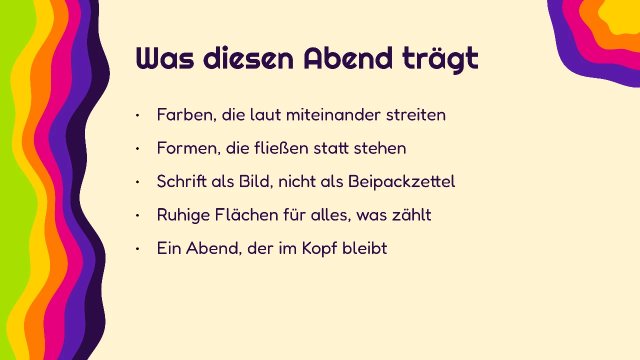 Was diesen Abend trägt
• Farben, die laut miteinander streiten
• Formen, die fließen statt stehen
• Schrift als Bild, nicht als Beipackzettel
• Ruhige Flächen für alles, was zählt
• Ein Abend, der im Kopf bleibt